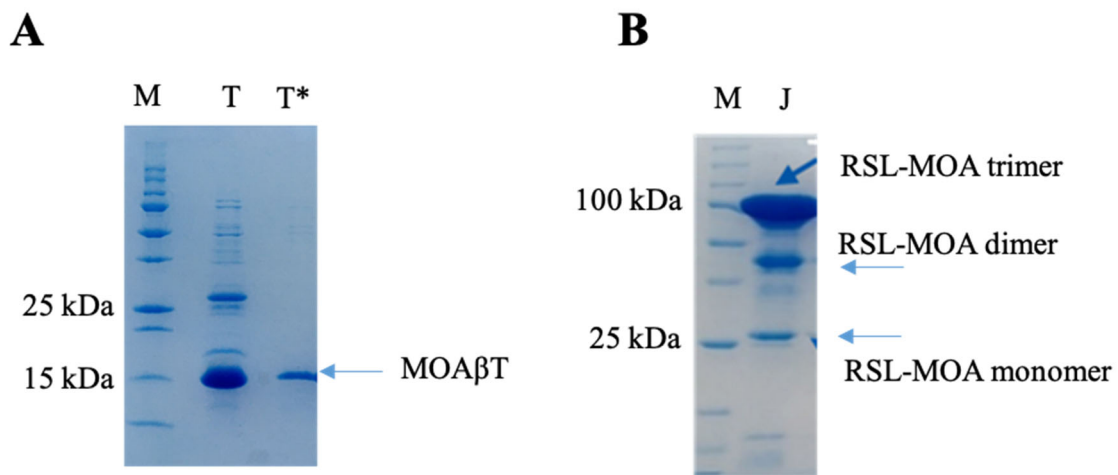 A
M T T*
25 kDa
15 kDa
MOAβT
B
M J
RSL-MOA trimer
100 kDa
RSL-MOA dimer
25 kDa
RSL-MOA monomer